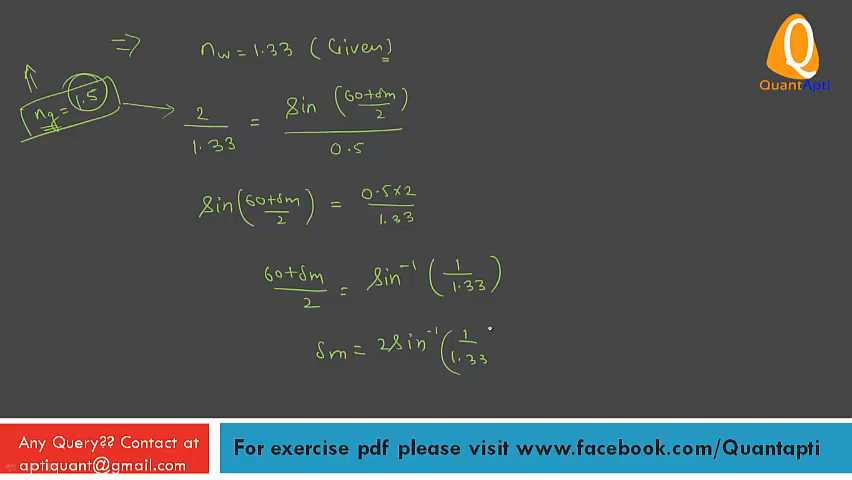 ⇒ nw = 1.33 (Given)
ng = 1.5
2/1.33 = Sin((60+δm)/2)/0.5
Sin((60+δm)/2) = 0.5×2/1.33
(60+δm)/2 = Sin⁻¹(1/1.33)
δm = 2Sin⁻¹(1/1.33
QuantApti
Any Query?? Contact at
aptiquant@gmail.com
For exercise pdf please visit www.facebook.com/Quantapti